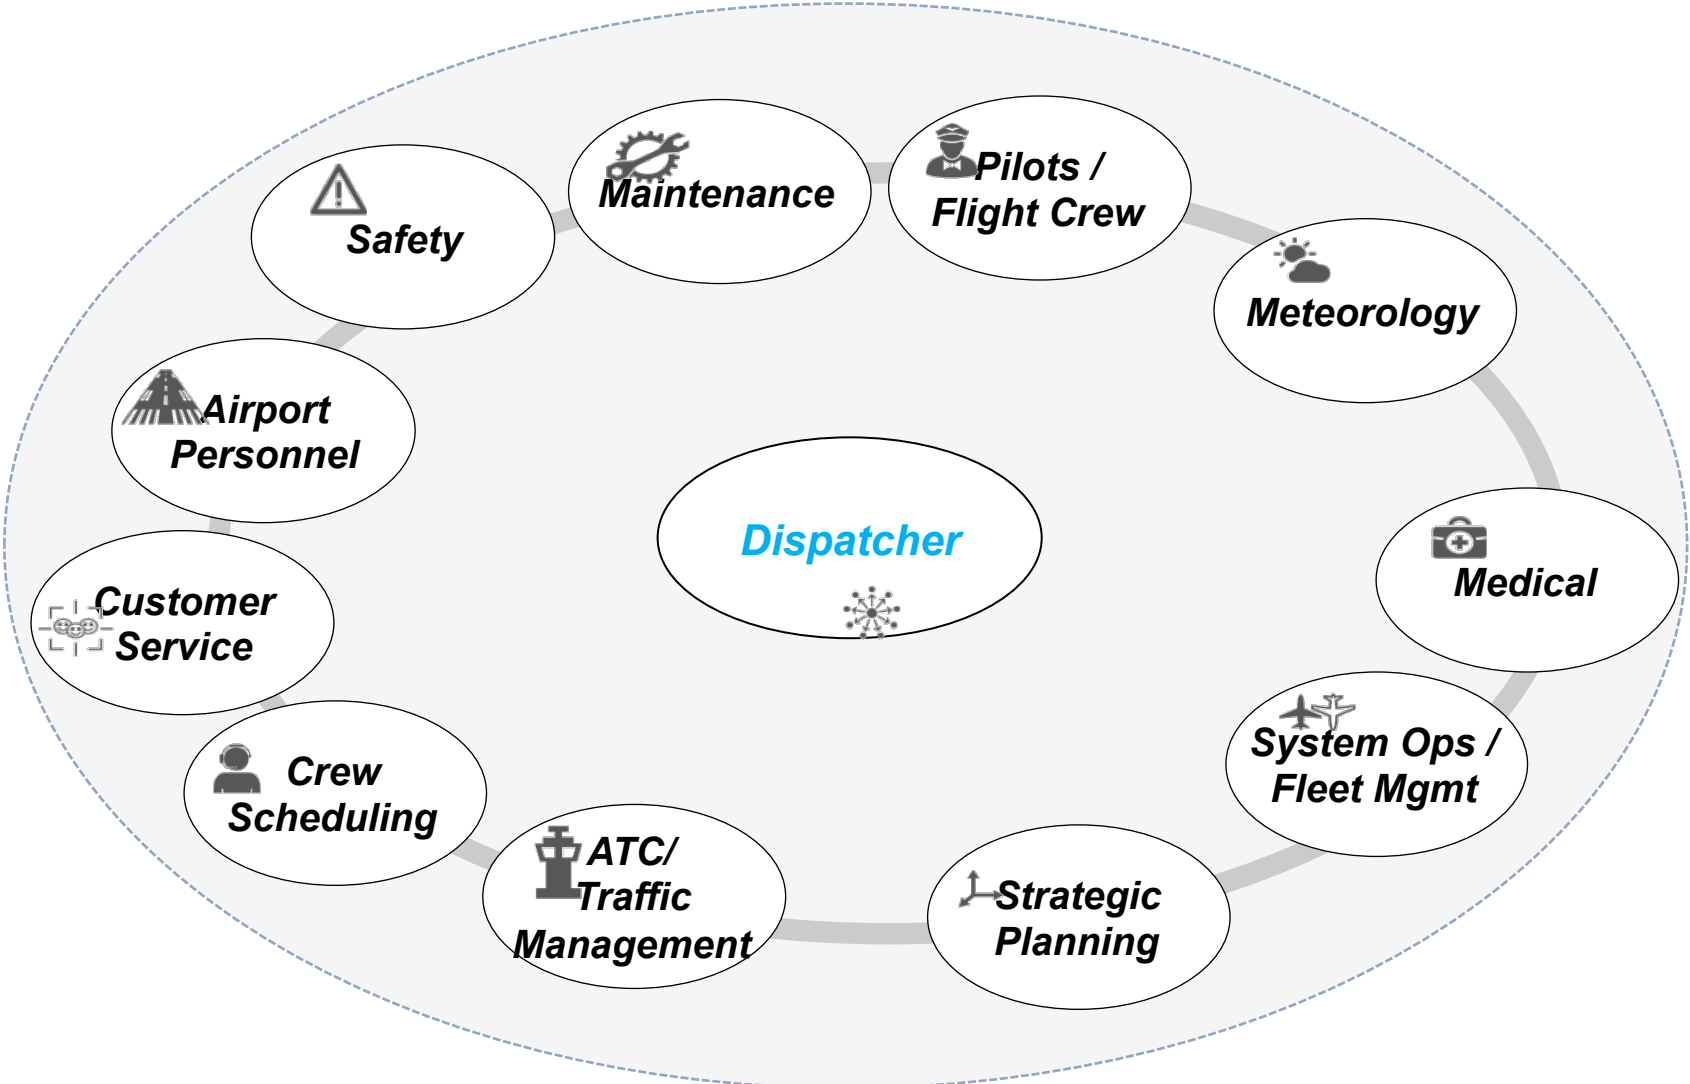 Maintenance
Pilots /
Flight Crew
Safety
Meteorology
Airport
Personnel
Dispatcher
Medical
Customer
Service
System Ops /
Fleet Mgmt
Crew
Scheduling
ATC/
Traffic
Management
Strategic
Planning